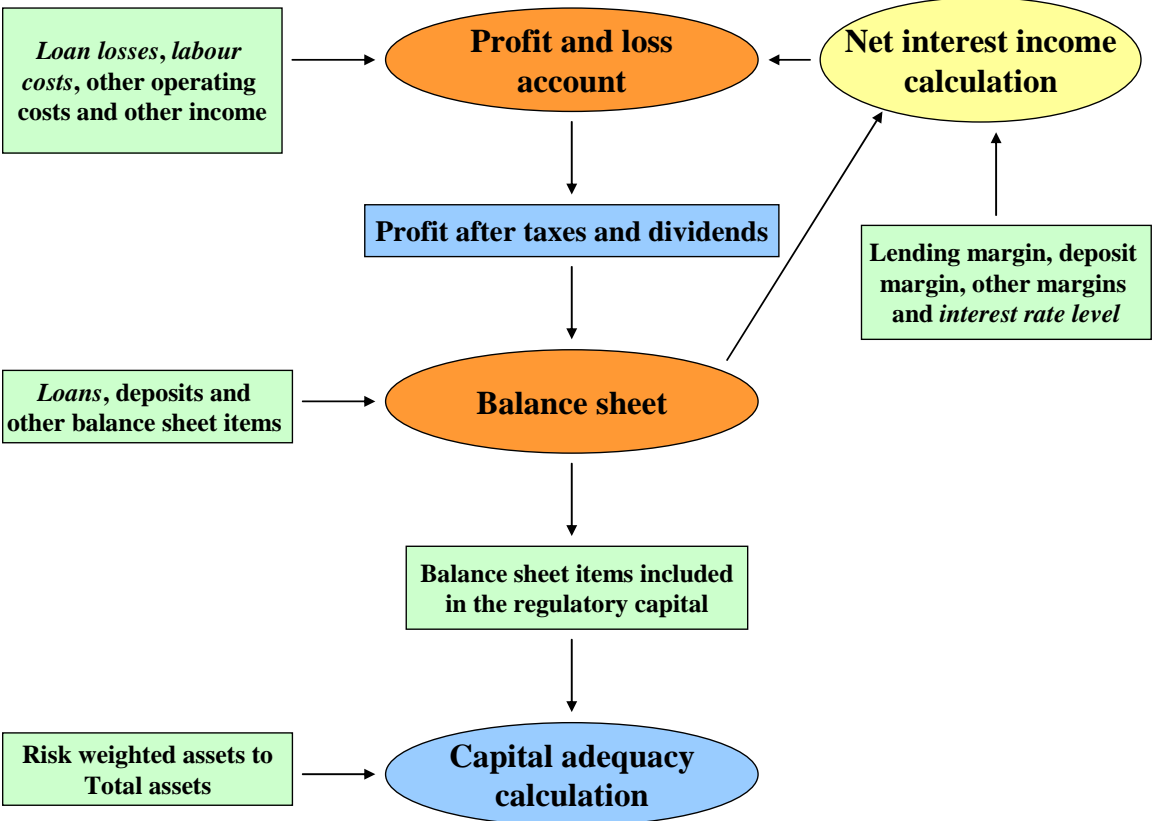 Loan losses, labour
costs, other operating
costs and other income
Profit and loss
account
Net interest income
calculation
Profit after taxes and dividends
Lending margin, deposit
margin, other margins
and interest rate level
Loans, deposits and
other balance sheet items
Balance sheet
Balance sheet items included
in the regulatory capital
Risk weighted assets to
Total assets
Capital adequacy
calculation